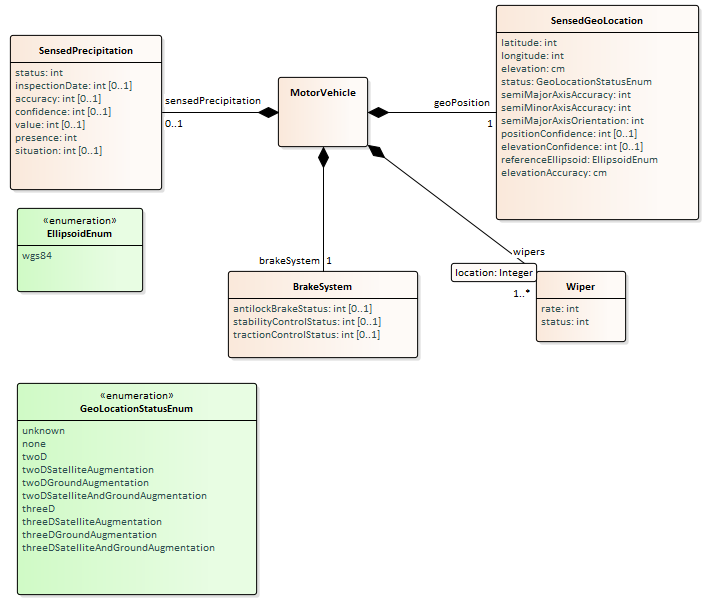 SensedPrecipitation
status: int
inspectionDate: int [0..1]
accuracy: int [0..1]
confidence: int [0..1]
value: int [0..1]
presence: int
situation: int [0..1]
sensedPrecipitation
0..1
MotorVehicle
geoPosition
1
SensedGeoLocation
latitude: int
longitude: int
elevation: cm
status: GeoLocationStatusEnum
semiMajorAxisAccuracy: int
semiMinorAxisAccuracy: int
semiMajorAxisOrientation: int
positionConfidence: int [0..1]
elevationConfidence: int [0..1]
referenceEllipsoid: EllipsoidEnum
elevationAccuracy: cm
«enumeration»
EllipsoidEnum
wgs84
brakeSystem 1
BrakeSystem
antilockBrakeStatus: int [0..1]
stabilityControlStatus: int [0..1]
tractionControlStatus: int [0..1]
wipers
location: Integer
1..*
Wiper
rate: int
status: int
«enumeration»
GeoLocationStatusEnum
unknown
none
twoD
twoDSatelliteAugmentation
twoDGroundAugmentation
twoDSatelliteAndGroundAugmentation
threeD
threeDSatelliteAugmentation
threeDGroundAugmentation
threeDSatelliteAndGroundAugmentation